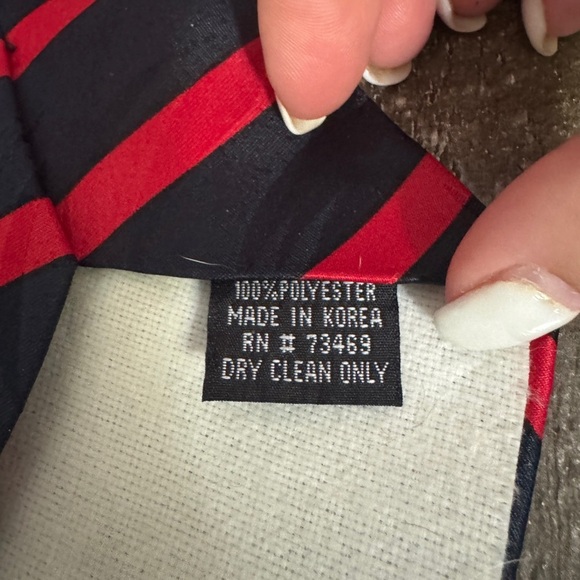 100%POLYESTER
MADE IN KOREA
RN # 73469
DRY CLEAN ONLY